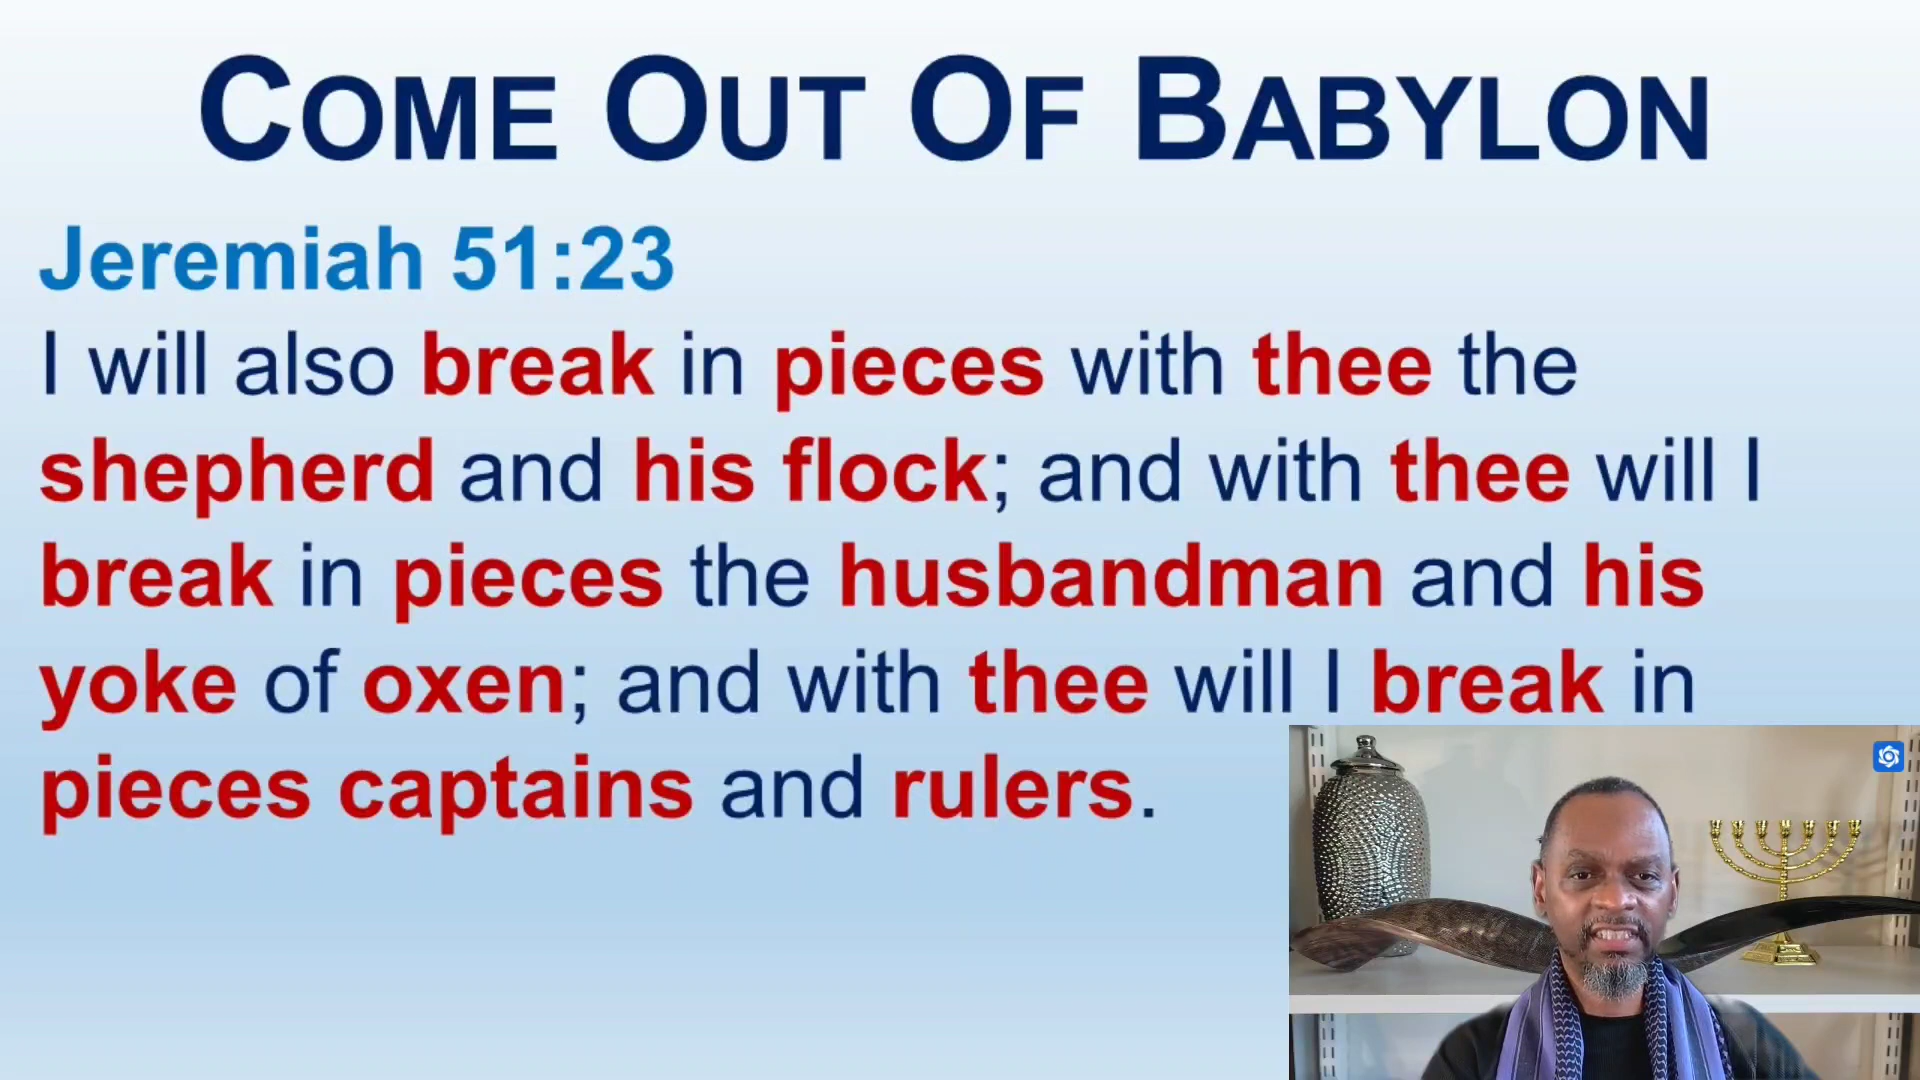 COME OUT OF BABYLON
Jeremiah 51:23
I will also break in pieces with thee the
shepherd and his flock; and with thee will I
break in pieces the husbandman and his
yoke of oxen; and with thee will I break in
pieces captains and rulers.